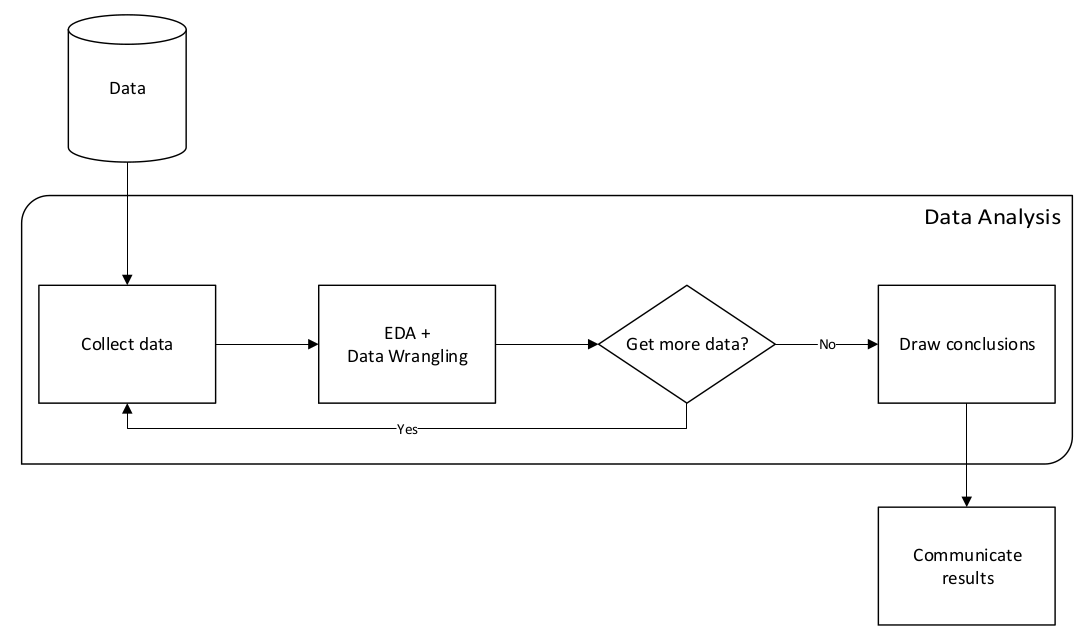 Data
Data Analysis
Collect data
EDA +
Data Wrangling
Get more data?
No
Draw conclusions
Yes
Communicate
results